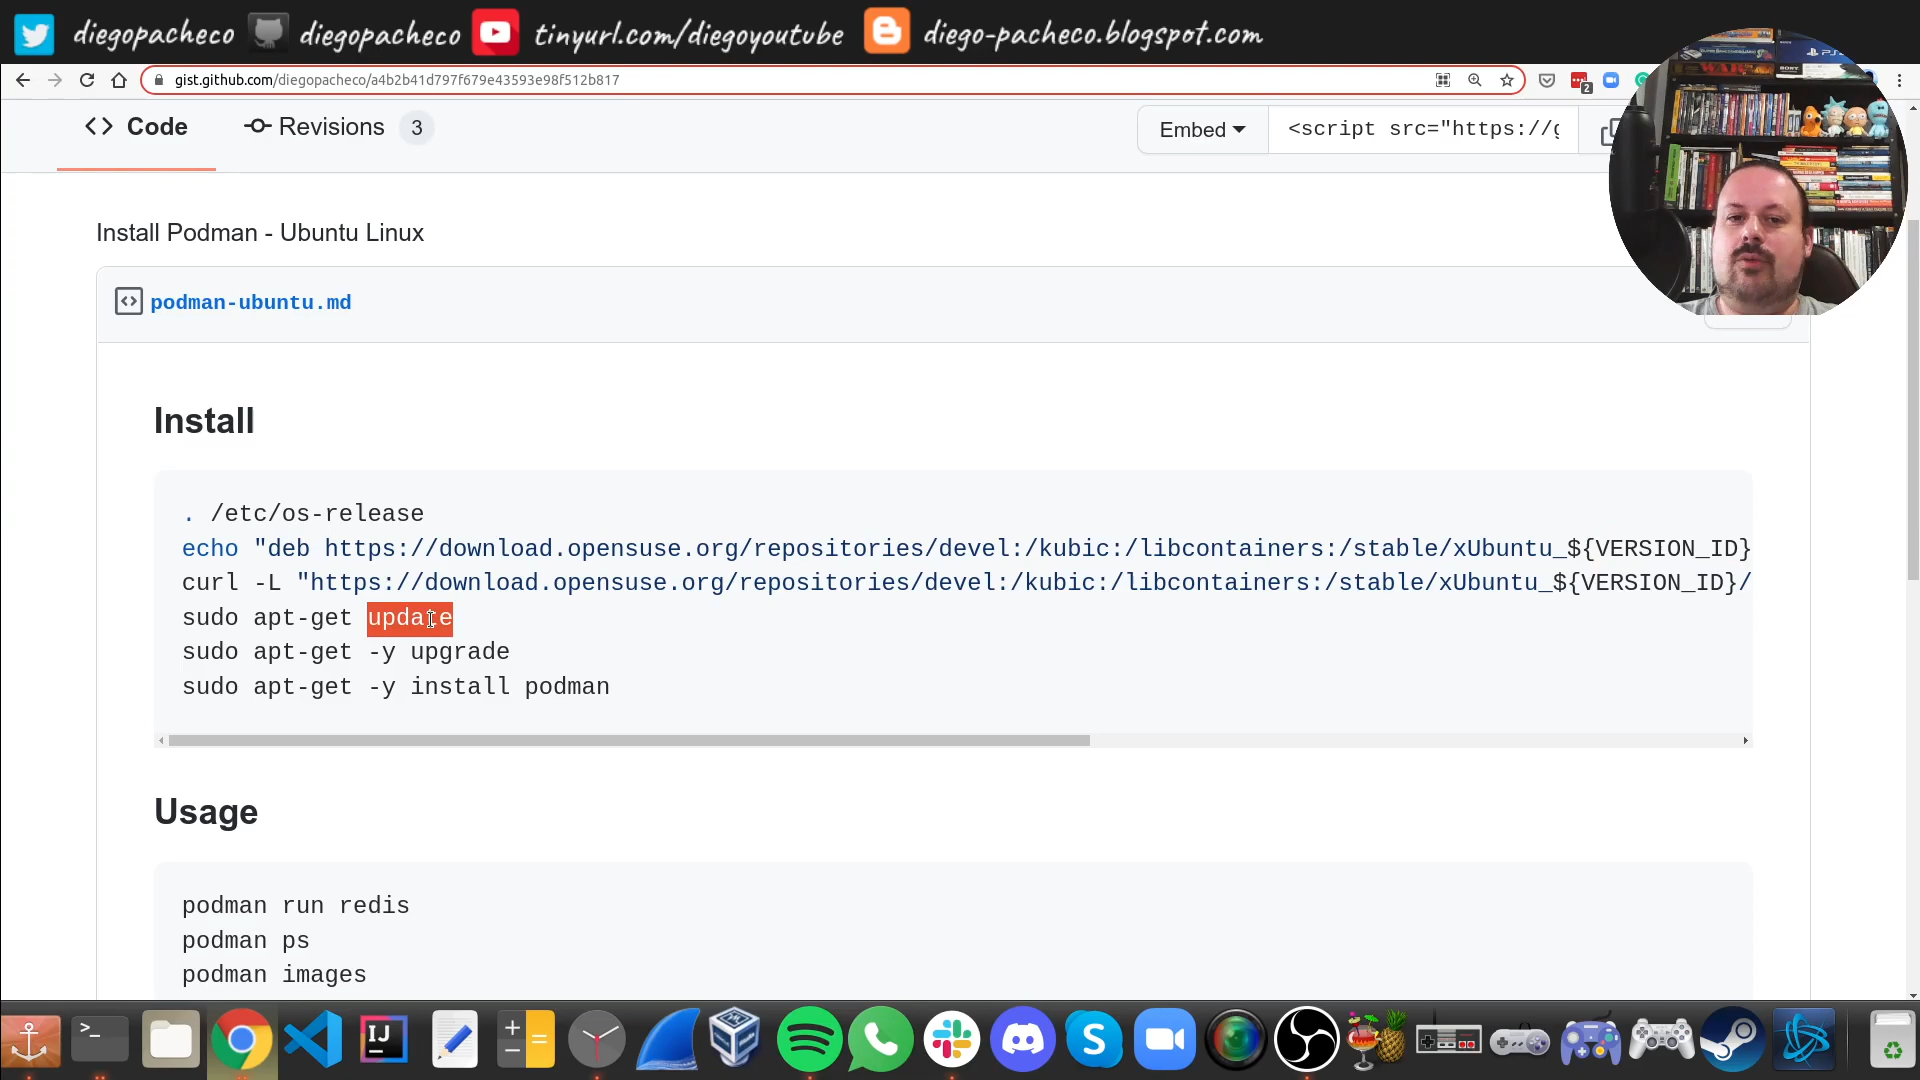 diegopacheco diegopacheco tinyurl.com/diegoyoutube diego-pacheco.blogspot.com
gist.github.com/diegopacheco/a4b2b41d797f679e43593e98f512b817
2
<> Code Revisions 3 Embed <script src="https://g
Install Podman - Ubuntu Linux
podman-ubuntu.md
Install
. /etc/os-release
echo "deb https://download.opensuse.org/repositories/devel:/kubic:/libcontainers:/stable/xUbuntu_${VERSION_ID}
curl -L "https://download.opensuse.org/repositories/devel:/kubic:/libcontainers:/stable/xUbuntu_${VERSION_ID}/
sudo apt-get update
sudo apt-get -y upgrade
sudo apt-get -y install podman
Usage
podman run redis
podman ps
podman images